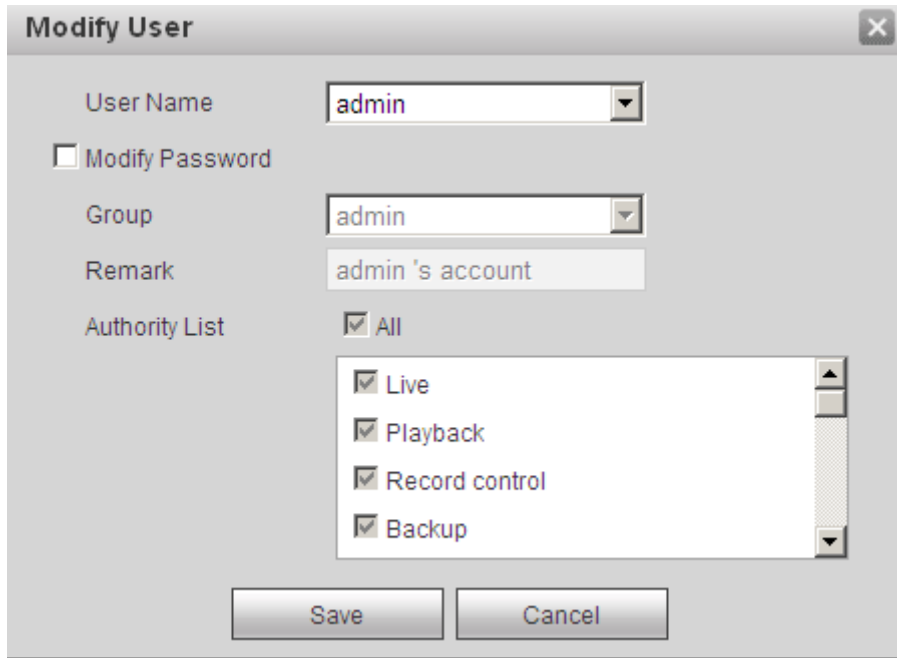 Modify User
User Name admin
Modify Password
Group admin
Remark admin 's account
Authority List All
Live
Playback
Record control
Backup
Save Cancel